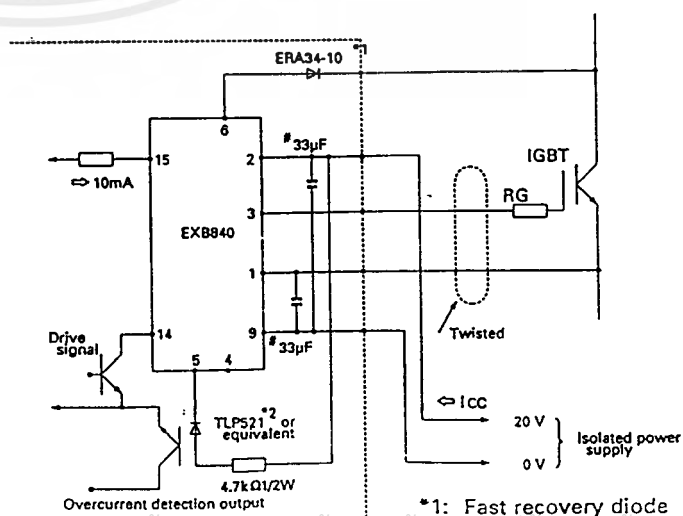 *1
ERA34-10
6
# 33µF
15
2
⇨ 10mA
IGBT
RG
3
EXB840
1
Twisted
14
9
# 33µF
Drive
signal
5
4
⇦ ICC
TLP521*2 or
equivalent
20 V
Isolated power
supply
0 V
4.7kΩ1/2W
Overcurrent detection output
*1: Fast recovery diode